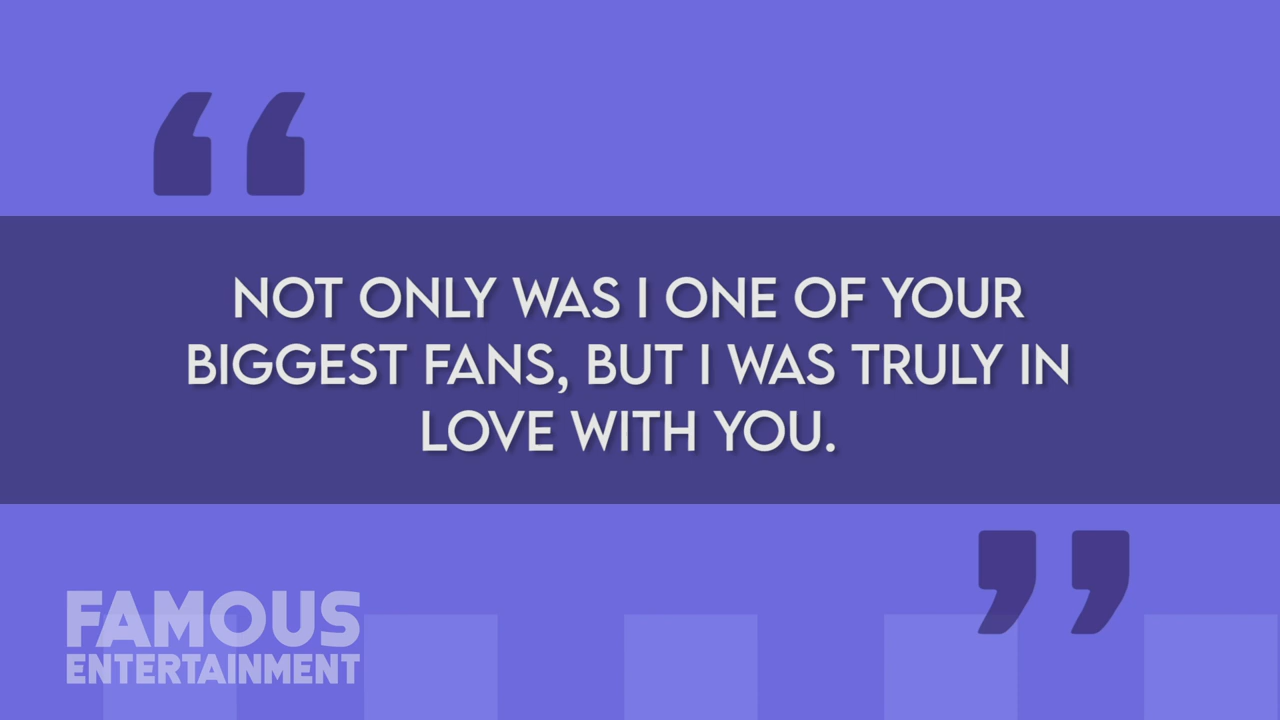 “
NOT ONLY WAS I ONE OF YOUR
BIGGEST FANS, BUT I WAS TRULY IN
LOVE WITH YOU.
”
FAMOUS
ENTERTAINMENT